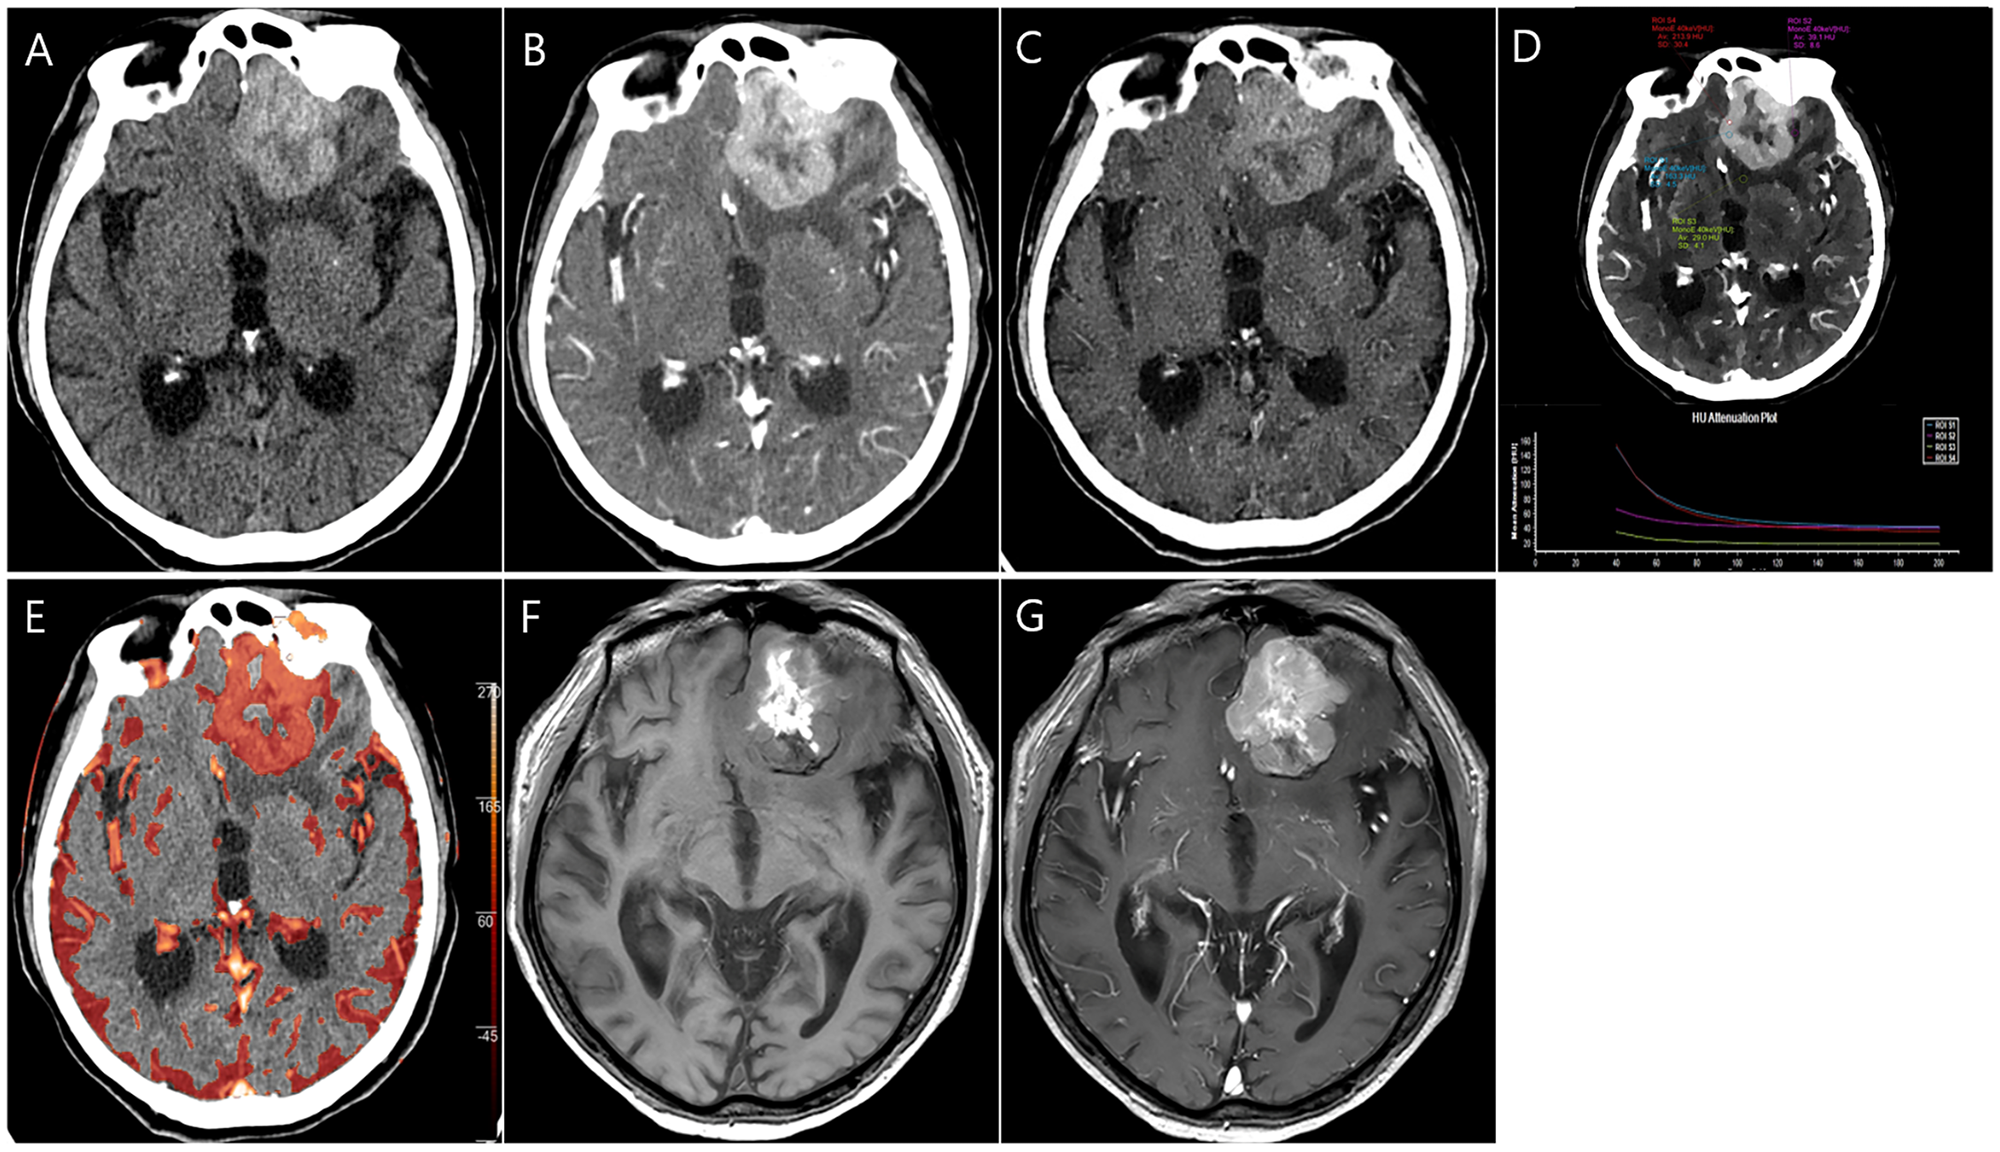 A
B
C
D
ROI S4
MonoE 40keV[HU]:
Av: 213.9 HU
SD: 30.4
ROI S2
MonoE 40keV[HU]:
Av: 39.1 HU
SD: 8.6
MonoE 40keV[HU]:
ROI S3
MonoE 40keV[HU]:
Av: 29.0 HU
SD: 4.1
HU Attenuation Plot
ROI S1
ROI S2
ROI S3
ROI S4
Mean Attenuation [HU]
160
140
120
100
80
60
40
20
0 20 40 60 80 100 120 140 160 180 200
E
270
165
60
-45
F
G